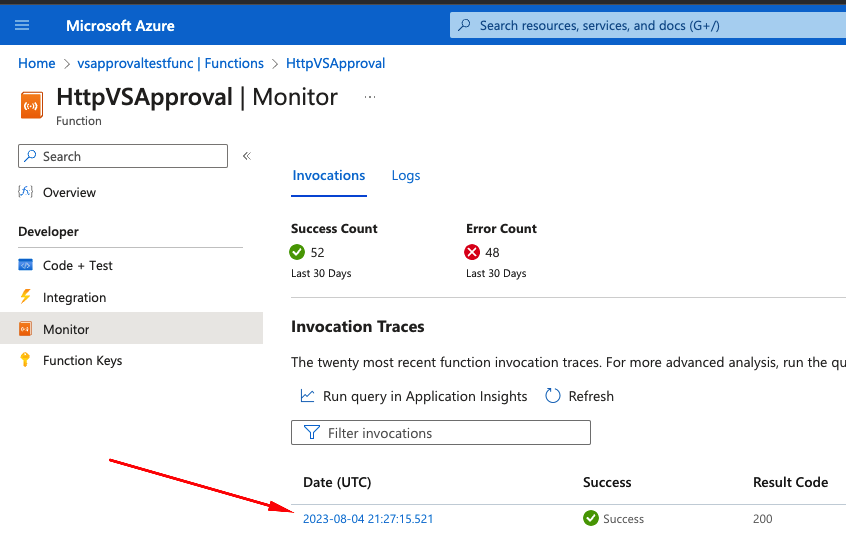 Microsoft Azure
Search resources, services, and docs (G+/)
Home > vsapprovaltestfunc | Functions > HttpVSApproval
HttpVSApproval | Monitor ...
Function
Search
«
Overview
Developer
Code + Test
Integration
Monitor
Function Keys
Invocations Logs
Success Count Error Count
52 48
Last 30 Days Last 30 Days
Invocation Traces
The twenty most recent function invocation traces. For more advanced analysis, run the qu
Run query in Application Insights Refresh
Filter invocations
Date (UTC) Success Result Code
2023-08-04 21:27:15.521 Success 200